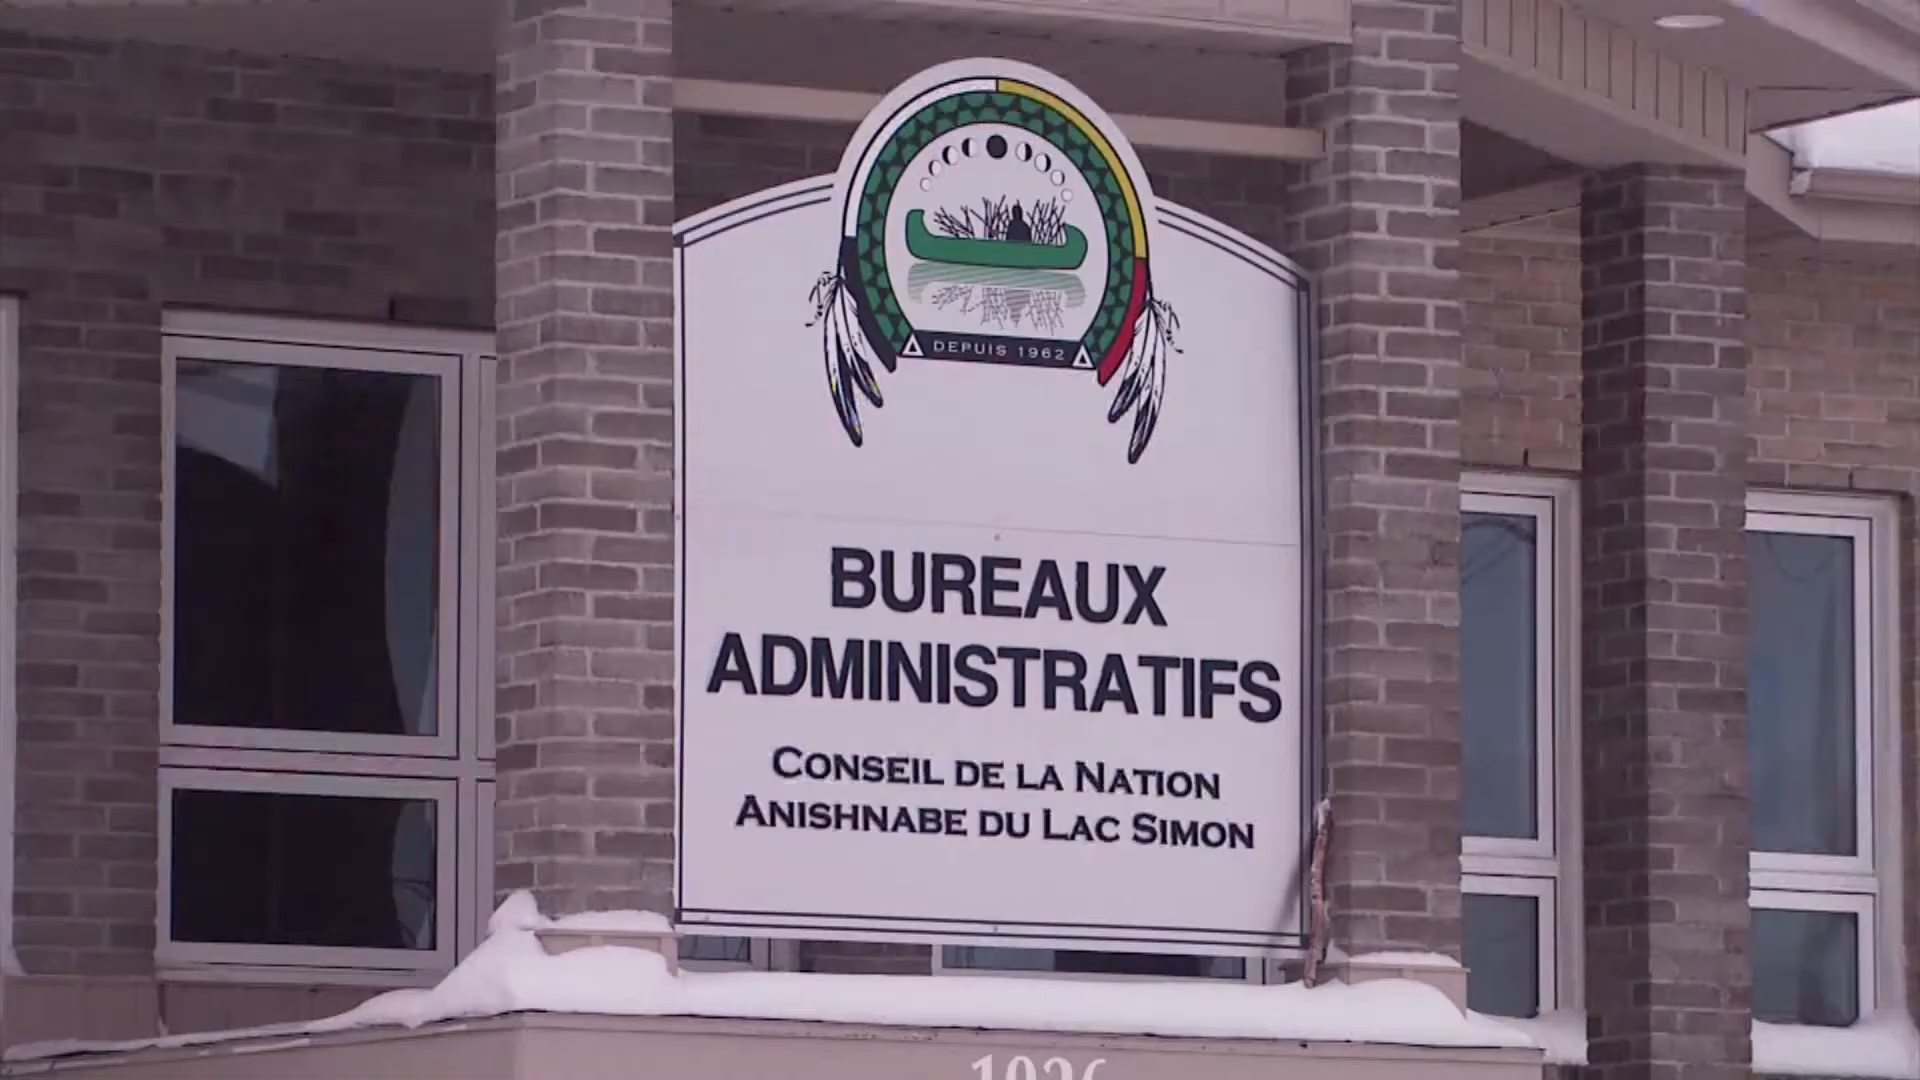 DEPUIS 1962
BUREAUX
ADMINISTRATIFS
CONSEIL DE LA NATION
ANISHNABE DU LAC SIMON